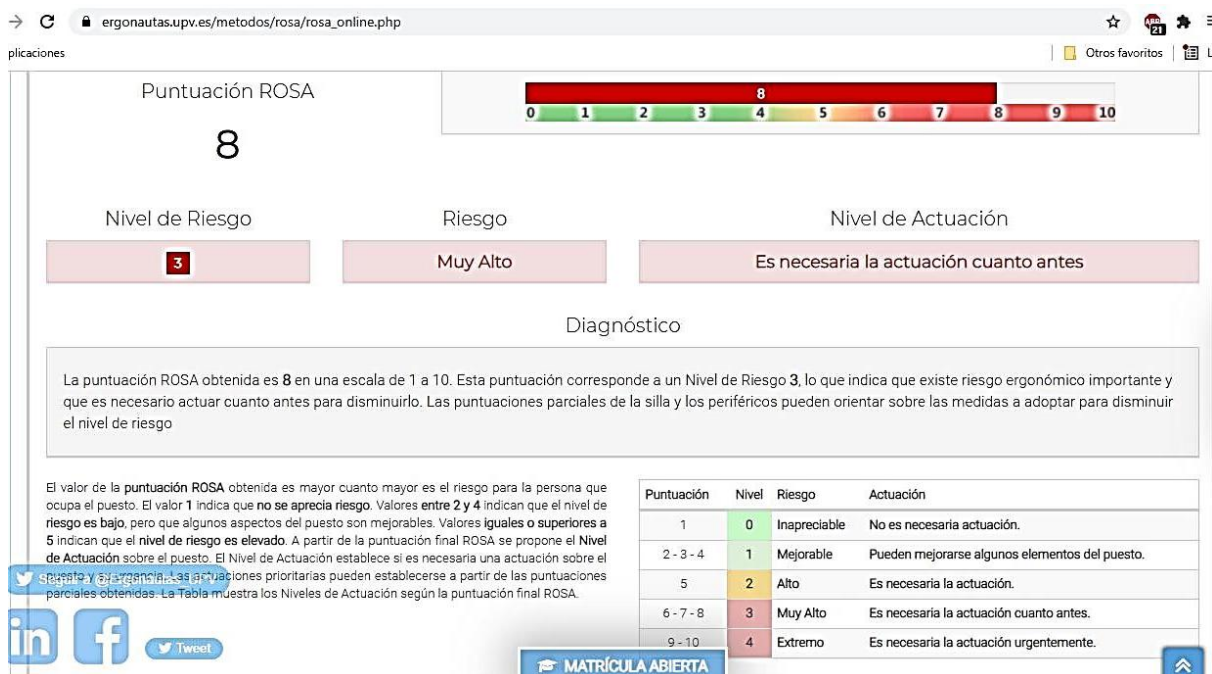 ergonautas.upv.es/metodos/rosa/rosa_online.php
21
plicaciones
Otros favoritos
Puntuación ROSA
8
8
0 1 2 3 4 5 6 7 8 9 10
Nivel de Riesgo
Riesgo
Nivel de Actuación
3
Muy Alto
Es necesaria la actuación cuanto antes
Diagnóstico
La puntuación ROSA obtenida es 8 en una escala de 1 a 10. Esta puntuación corresponde a un Nivel de Riesgo 3, lo que indica que existe riesgo ergonómico importante y
que es necesario actuar cuanto antes para disminuirlo. Las puntuaciones parciales de la silla y los periféricos pueden orientar sobre las medidas a adoptar para disminuir
el nivel de riesgo
El valor de la puntuación ROSA obtenida es mayor cuanto mayor es el riesgo para la persona que
ocupa el puesto. El valor 1 indica que no se aprecia riesgo. Valores entre 2 y 4 indican que el nivel de
riesgo es bajo, pero que algunos aspectos del puesto son mejorables. Valores iguales o superiores a
5 indican que el nivel de riesgo es elevado. A partir de la puntuación final ROSA se propone el Nivel
de Actuación sobre el puesto. El Nivel de Actuación establece si es necesaria una actuación sobre el
Las actuaciones prioritarias pueden establecerse a partir de las puntuaciones
parciales obtenidas. La Tabla muestra los Niveles de Actuación según la puntuación final ROSA.
Seguir a @Ergonautas_UPV
in f
Tweet
Puntuación Nivel Riesgo Actuación
1 0 Inapreciable No es necesaria actuación.
2 - 3 - 4 1 Mejorable Pueden mejorarse algunos elementos del puesto.
5 2 Alto Es necesaria la actuación.
6 - 7 - 8 3 Muy Alto Es necesaria la actuación cuanto antes.
9 - 10 4 Extremo Es necesaria la actuación urgentemente.
MATRÍCULA ABIERTA